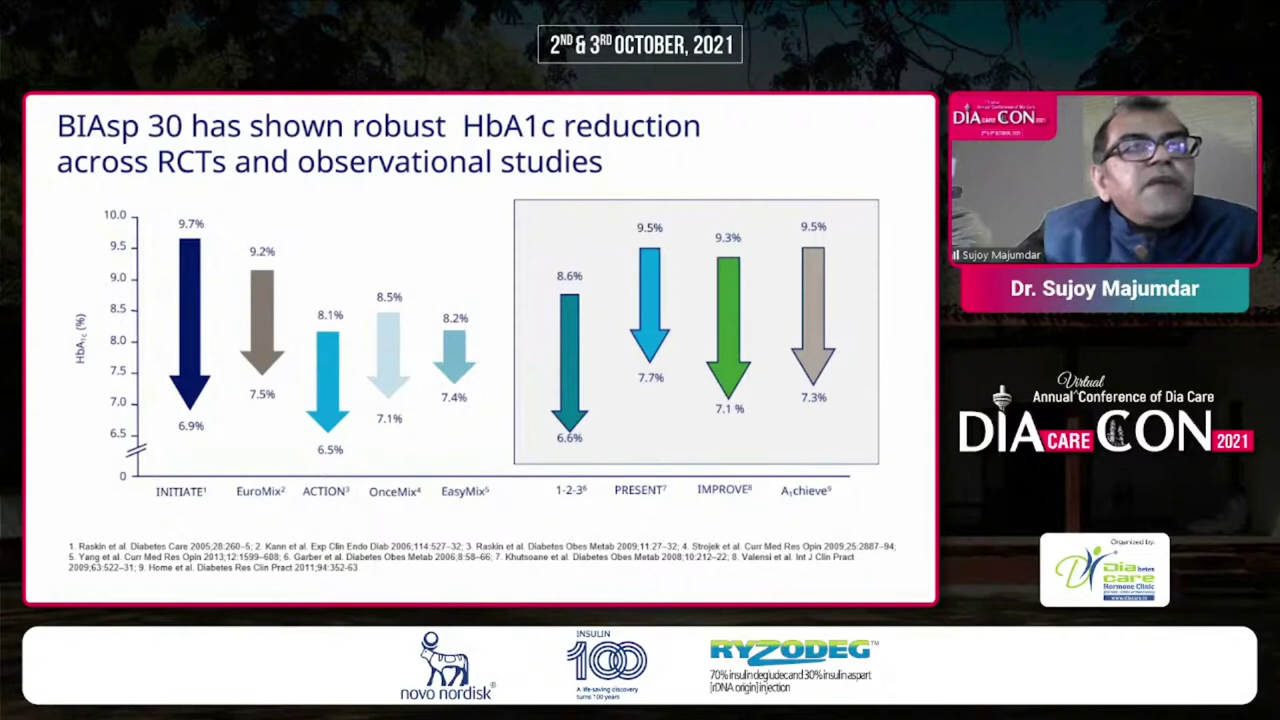 2ND & 3RD OCTOBER, 2021
BIAsp 30 has shown robust HbA1c reduction
across RCTs and observational studies
HbA1c (%)
10.0
9.5
9.0
8.5
8.0
7.5
7.0
6.5
0
9.7%
6.9%
9.2%
7.5%
8.1%
6.5%
8.5%
7.1%
8.2%
7.4%
8.6%
6.6%
9.5%
7.7%
9.3%
7.1 %
9.5%
7.3%
INITIATE1 EuroMix2 ACTION3 OnceMix4 EasyMix5 1-2-36 PRESENT7 IMPROVE8 A1chieve9
1. Raskin et al. Diabetes Care 2005;28:260–5; 2. Kann et al. Exp Clin Endo Diab 2006;114:527–32; 3. Raskin et al. Diabetes Obes Metab 2009;11:27–32; 4. Strojek et al. Curr Med Res Opin 2009;25:2887–94;
5. Yang et al. Curr Med Res Opin 2013;12:1599–608; 6. Garber et al. Diabetes Obes Metab 2006;8:58–66; 7. Khutsoane et al. Diabetes Obes Metab 2008;10:212–22; 8. Valensi et al. Int J Clin Pract
2009;63:522–31; 9. Home et al. Diabetes Res Clin Pract 2011;94:352-63
DIA CARE CON 2021
Sujoy Majumdar
Dr. Sujoy Majumdar
Virtual
Annual ^ Conference of Dia Care
DIA CARE CON 2021
Organized by:
Diabetes
care
Hormone Clinic
novo nordisk®
INSULIN
100
A life-saving discovery
turns 100 years
RYZODEG™
70% insulin degludec and 30% insulin aspart
[rDNA origin] injection